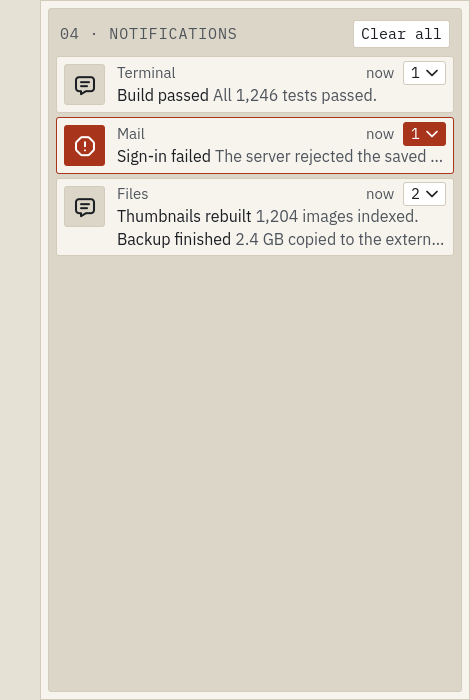 04 · NOTIFICATIONS Clear all
Terminal now 1
Build passed All 1,246 tests passed.
Mail now 1
Sign-in failed The server rejected the saved ...
Files now 2
Thumbnails rebuilt 1,204 images indexed.
Backup finished 2.4 GB copied to the extern...